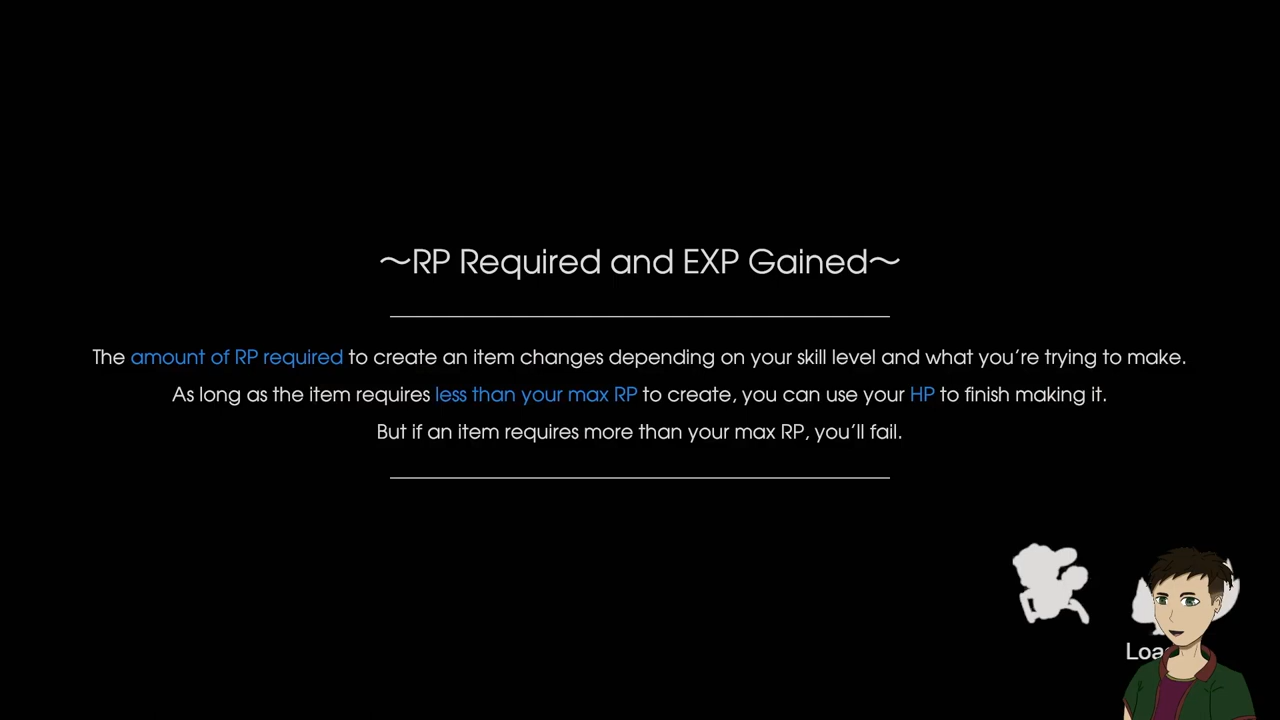 ～RP Required and EXP Gained～
The amount of RP required to create an item changes depending on your skill level and what you’re trying to make.
As long as the item requires less than your max RP to create, you can use your HP to finish making it.
But if an item requires more than your max RP, you’ll fail.